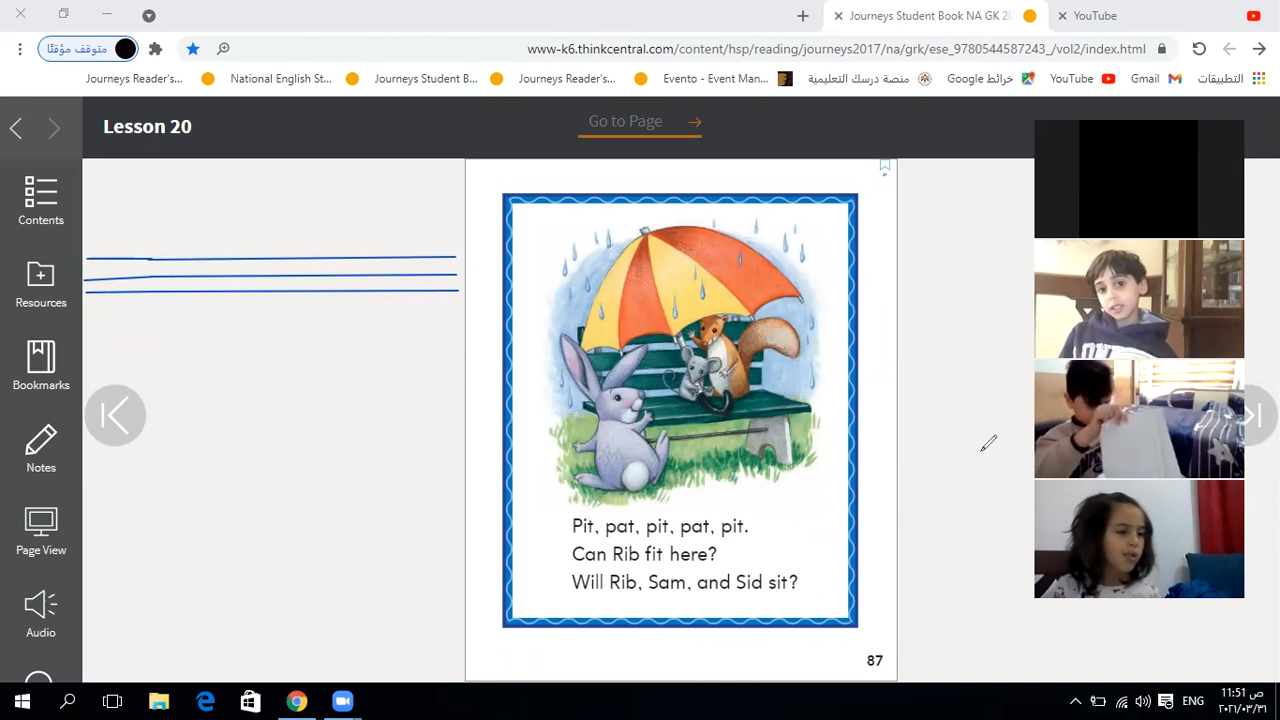 Journeys Student Book NA GK 20
YouTube
متوقف مؤقتًا
www-k6.thinkcentral.com/content/hsp/reading/journeys2017/na/grk/ese_9780544587243_/vol2/index.html
Journeys Reader's...
National English St...
Journeys Student B...
Journeys Reader's...
Evento - Event Man...
منصة درسك التعليمية
خرائط Google
YouTube
Gmail
التطبيقات
Lesson 20
Go to Page
Contents
Resources
Bookmarks
Notes
Page View
Audio
Pit, pat, pit, pat, pit.
Can Rib fit here?
Will Rib, Sam, and Sid sit?
87
ENG
11:51 ص
٢٠٢١/٠٣/٣١